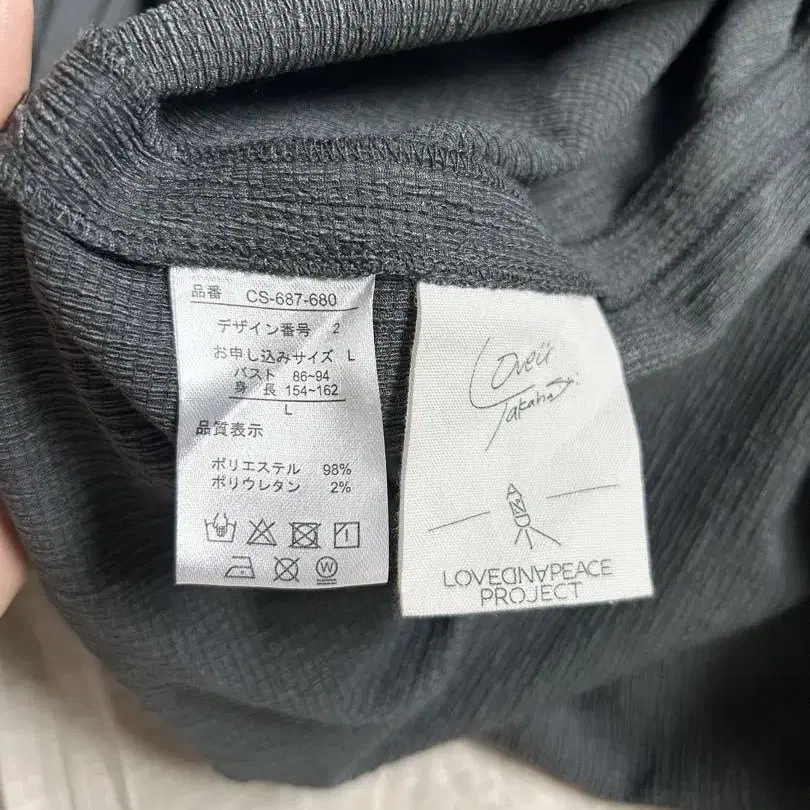 品番 CS-687-680
デザイン番号 2
お申し込みサイズ L
バスト 86~94
身 長 154~162
L
品質表示
ポリエステル 98%
ポリウレタン 2%
W
LOVEDNAPEACE
PROJECT